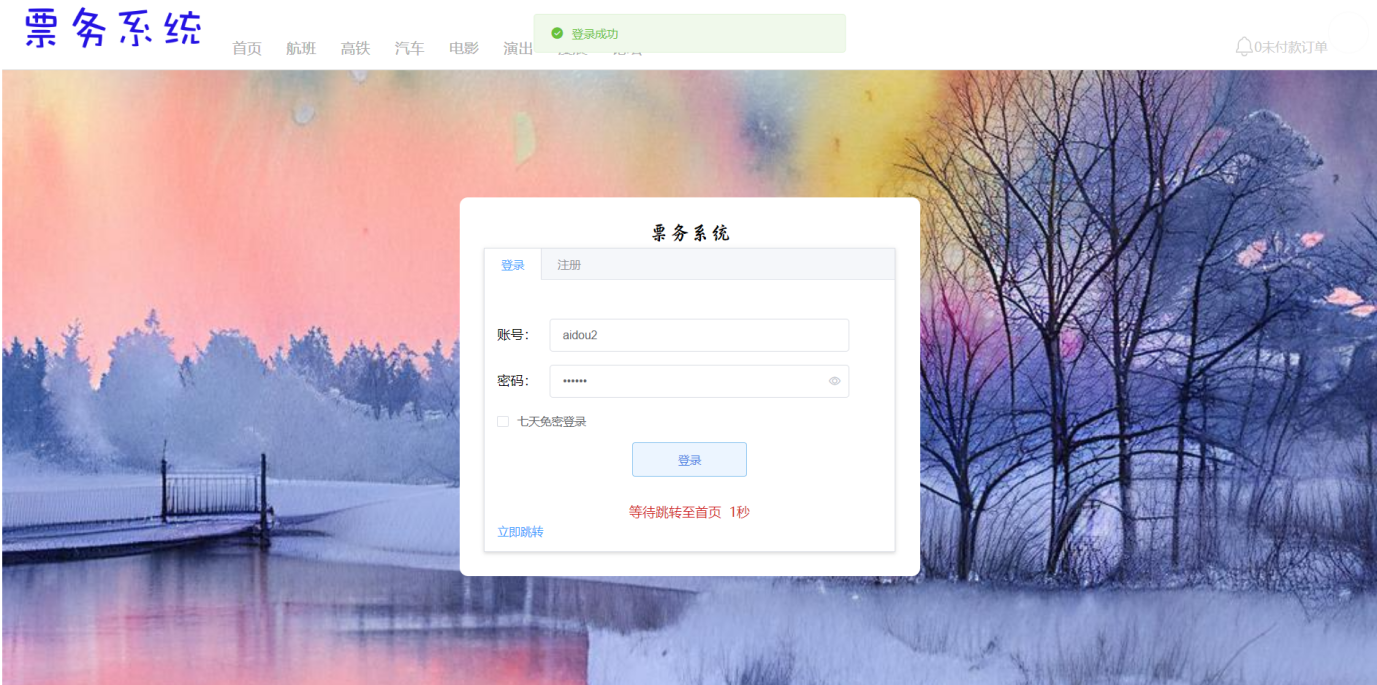 票务系统
首页 航班 高铁 汽车 电影 演出
登录成功
0未付款订单
票务系统
登录 注册
账号： aidou2
密码： ••••••
七天免密登录
登录
等待跳转至首页 1秒
立即跳转